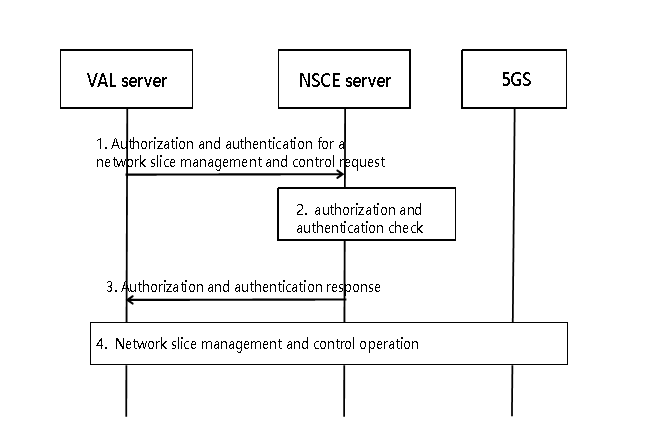 VAL server
NSCE server
5GS
1. Authorization and authentication for a
network slice management and control request
2. authorization and
authentication check
3. Authorization and authentication response
4. Network slice management and control operation